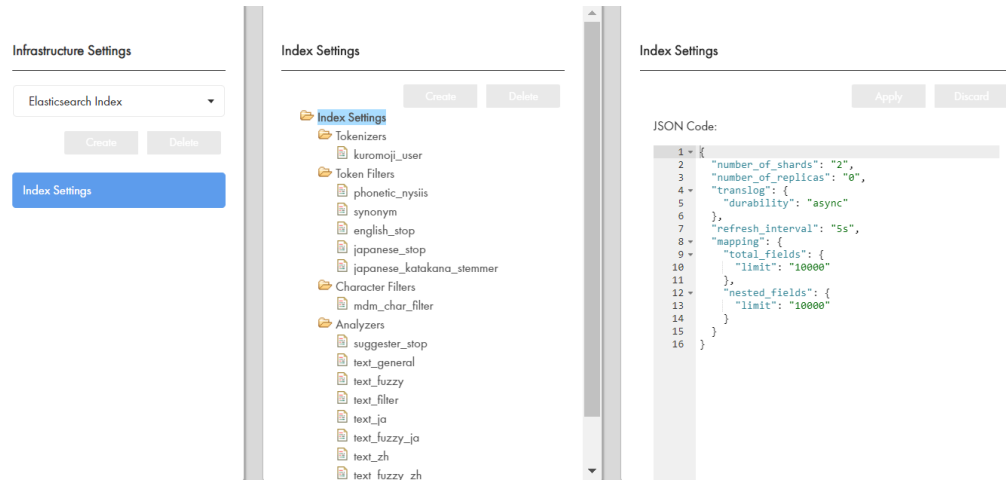 Infrastructure Settings
Elasticsearch Index
Create Delete
Index Settings
Index Settings
Create Delete
Index Settings
Tokenizers
kuromoji_user
Token Filters
phonetic_nysiis
synonym
english_stop
japanese_stop
japanese_katakana_stemmer
Character Filters
mdm_char_filter
Analyzers
suggester_stop
text_general
text_fuzzy
text_filter
text_ja
text_fuzzy_ja
text_zh
text_fuzzy_zh
Index Settings
Apply Discard
JSON Code:
1 {
2 "number_of_shards": "2",
3 "number_of_replicas": "0",
4 "translog": {
5 "durability": "async"
6 },
7 "refresh_interval": "5s",
8 "mapping": {
9 "total_fields": {
10 "limit": "10000"
11 },
12 "nested_fields": {
13 "limit": "10000"
14 }
15 }
16 }